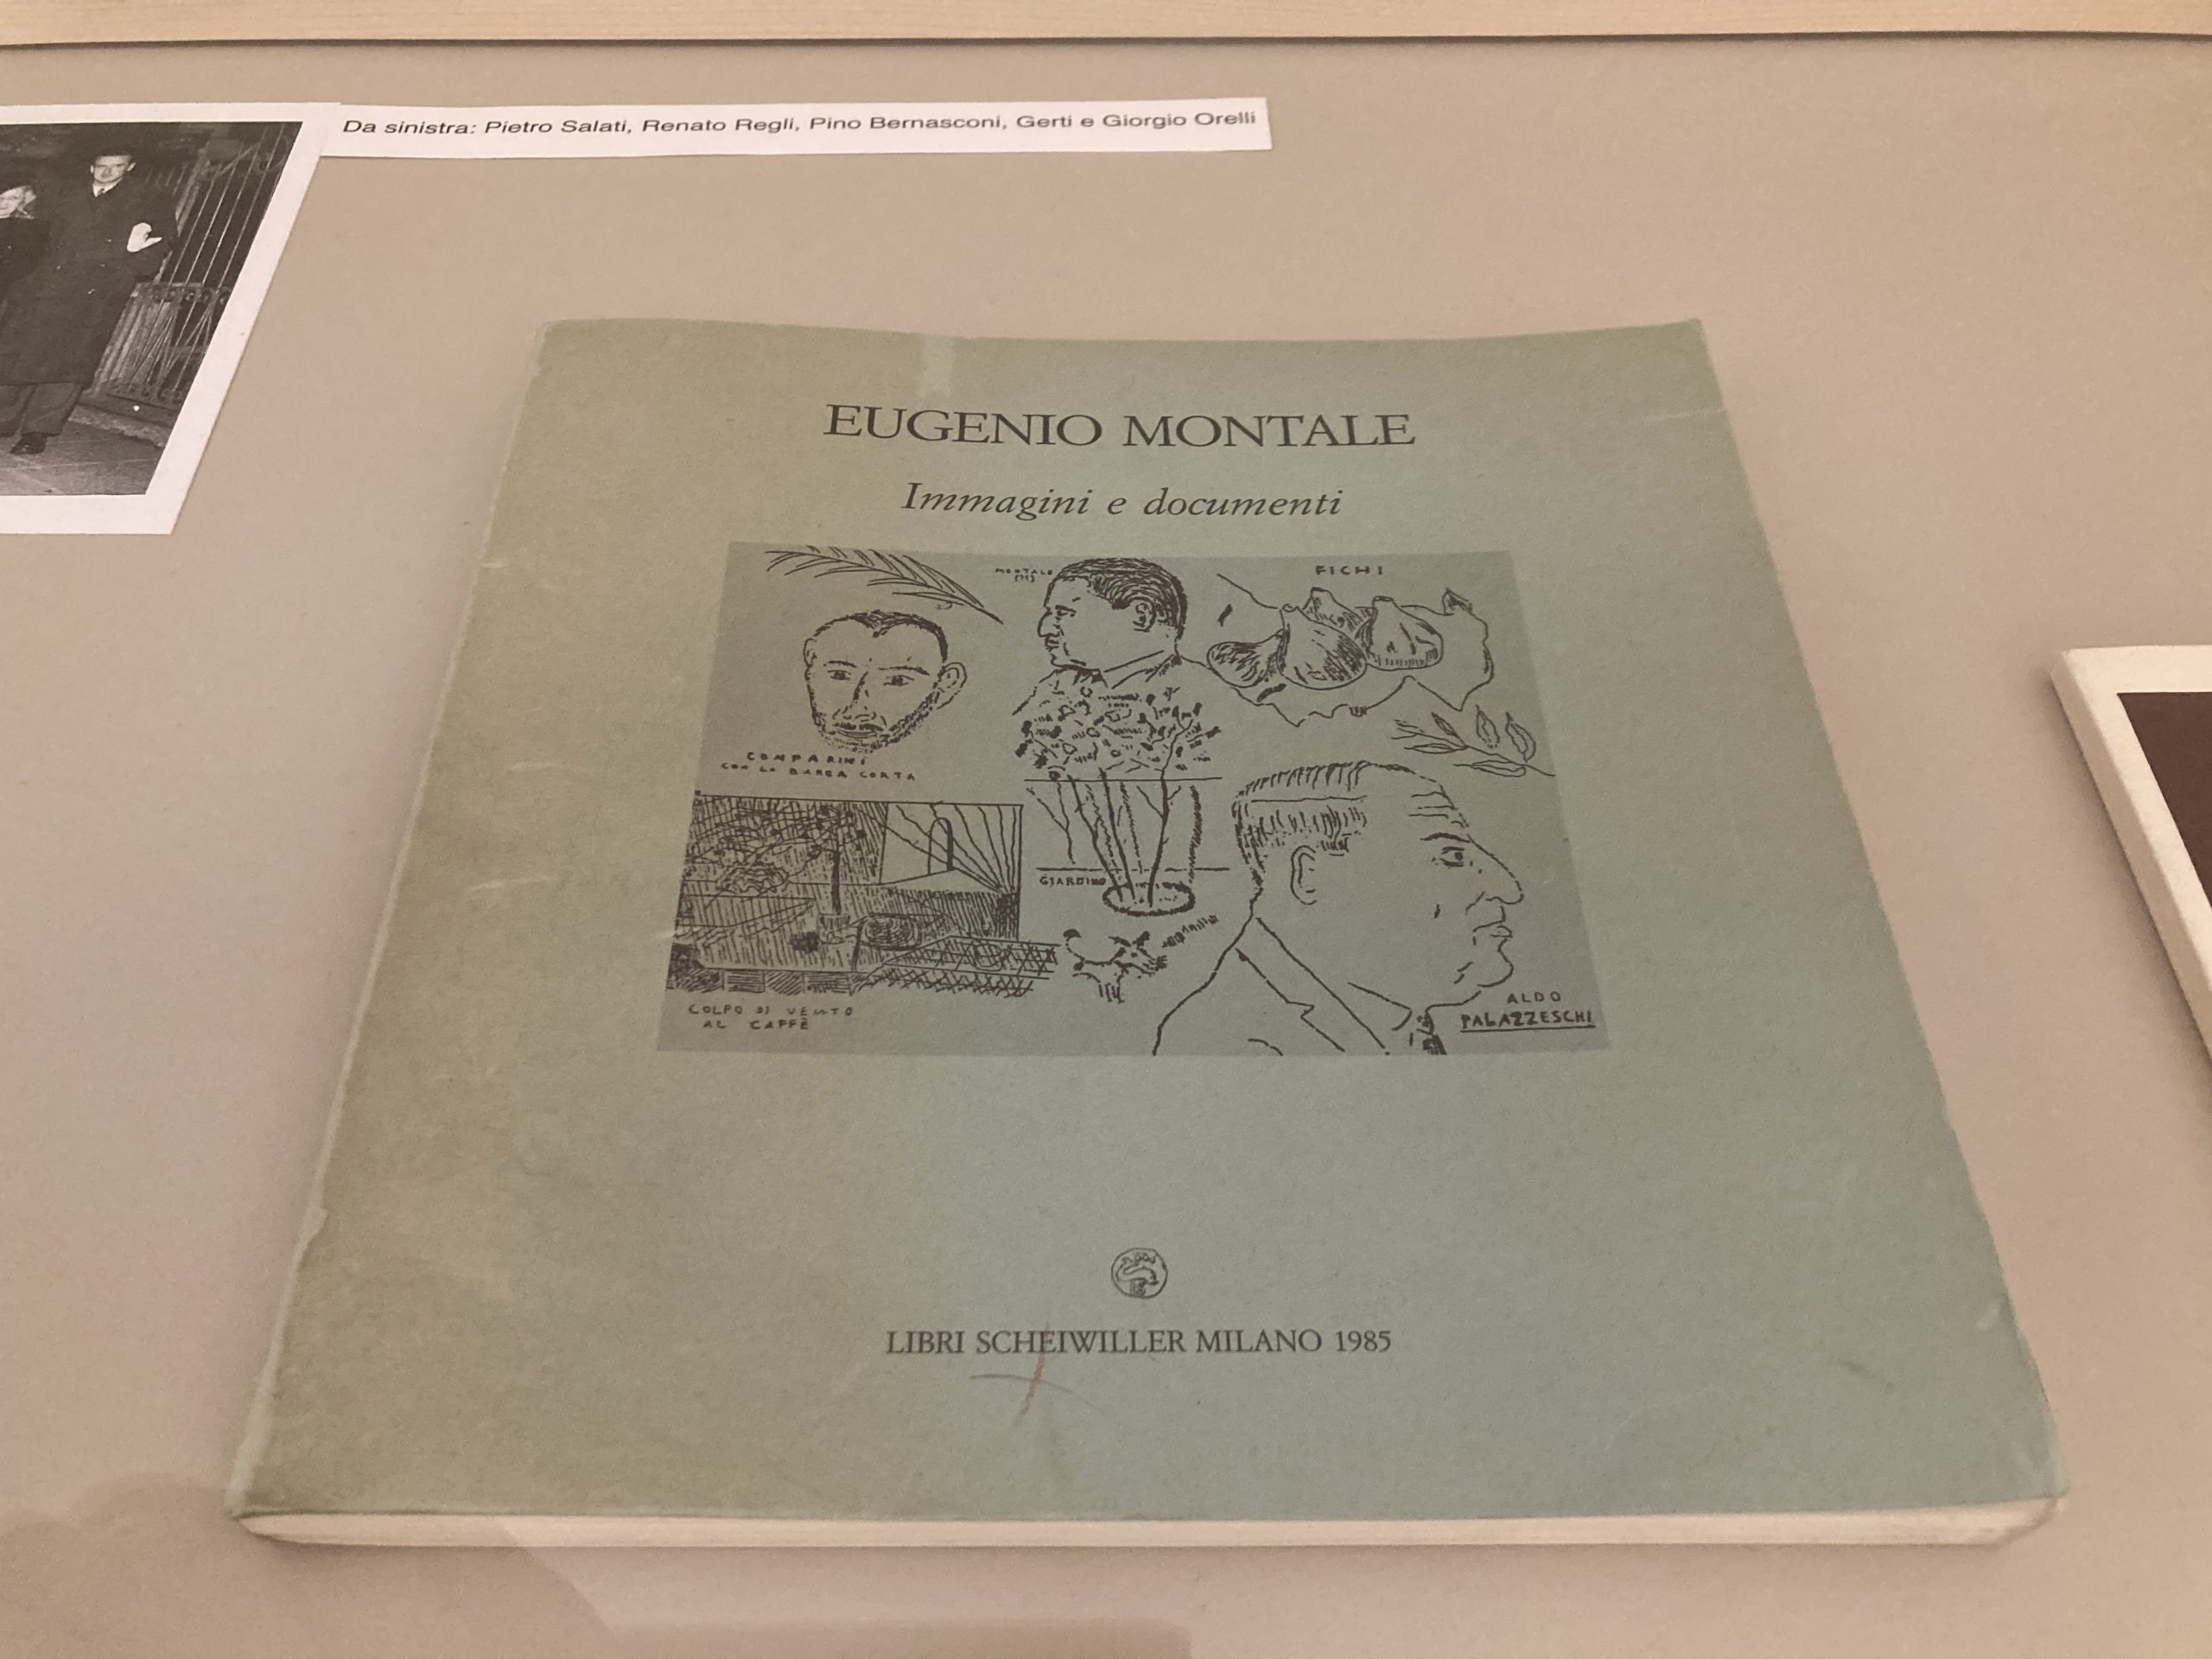 Da sinistra: Pietro Salati, Renato Regli, Pino Bernasconi, Gerti e Giorgio Orelli
EUGENIO MONTALE
Immagini e documenti
MONTALE
FICHI
COMPARINI
CON LA BARBA CORTA
GIARDINO
COLPO DI VENTO
AL CAFFÈ
ALDO
PALAZZESCHI
LIBRI SCHEIWILLER MILANO 1985